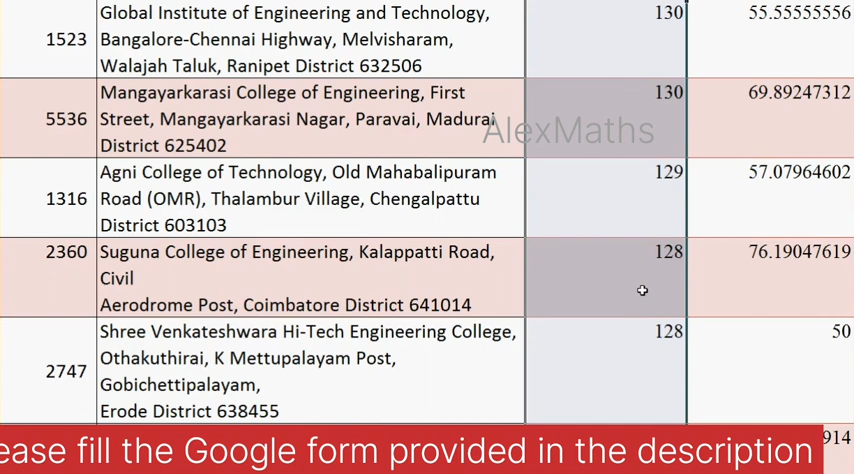 Global Institute of Engineering and Technology,
130
55.55555556
1523
Bangalore-Chennai Highway, Melvisharam,
Walajah Taluk, Ranipet District 632506
Mangayarkarasi College of Engineering, First
130
69.89247312
5536
Street, Mangayarkarasi Nagar, Paravai, Madurai
AlexMaths
District 625402
Agni College of Technology, Old Mahabalipuram
129
57.07964602
1316
Road (OMR), Thalambur Village, Chengalpattu
District 603103
2360
Suguna College of Engineering, Kalappatti Road,
128
76.19047619
Civil
Aerodrome Post, Coimbatore District 641014
Shree Venkateshwara Hi-Tech Engineering College,
128
50
Othakuthirai, K Mettupalayam Post,
2747
Gobichettipalayam,
Erode District 638455
ease fill the Google form provided in the description
914